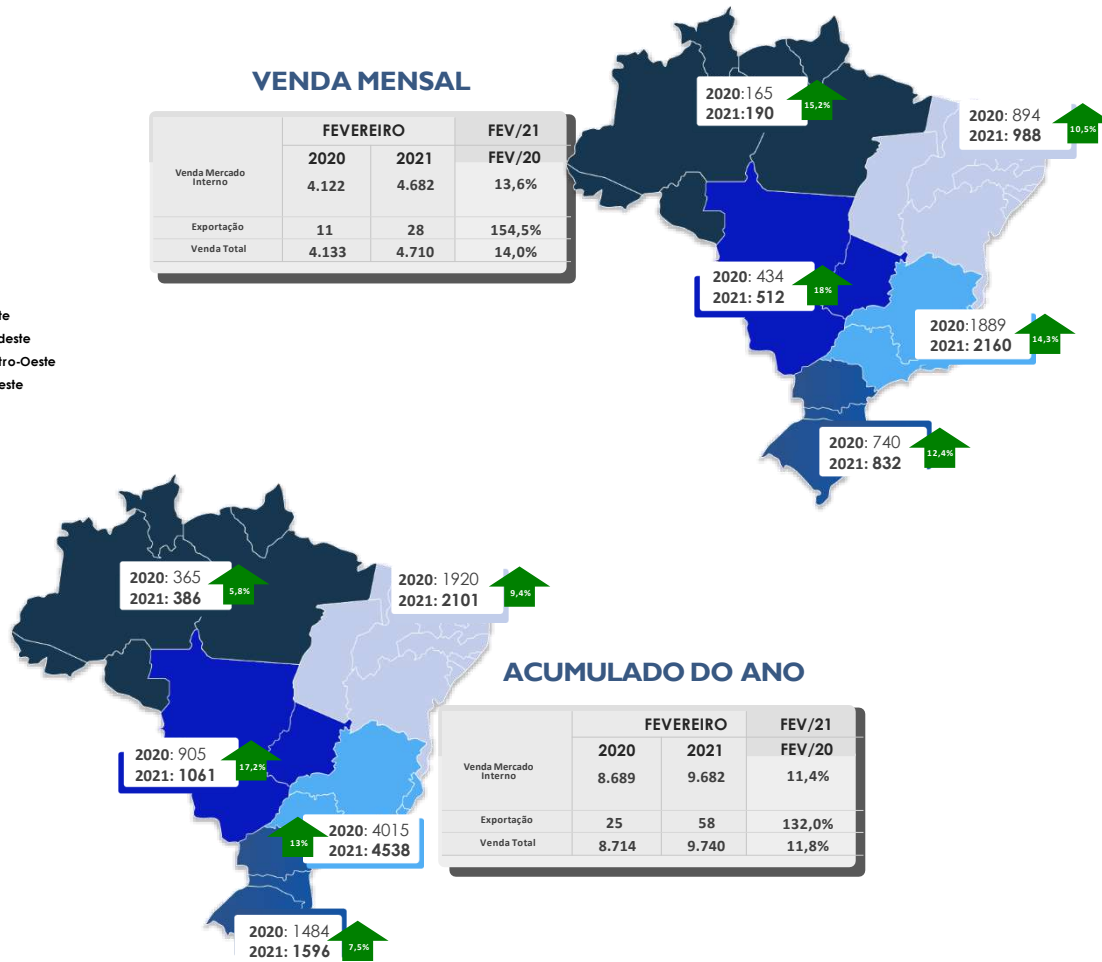 VENDA MENSAL
FEVEREIRO FEV/21
2020 2021 FEV/20
Venda Mercado
Interno 4.122 4.682 13,6%
Exportação 11 28 154,5%
Venda Total 4.133 4.710 14,0%
2020:165
2021:190
15,2%
2020: 894
2021: 988
10,5%
2020: 434
2021: 512
18%
2020:1889
2021: 2160
14,3%
2020: 740
2021: 832
12,4%
te
deste
tro-Oeste
este
2020: 365
2021: 386
5,8%
2020: 1920
2021: 2101
9,4%
2020: 905
2021: 1061
17,2%
13%
2020: 4015
2021: 4538
2020: 1484
2021: 1596
7,5%
ACUMULADO DO ANO
FEVEREIRO FEV/21
2020 2021 FEV/20
Venda Mercado
Interno 8.689 9.682 11,4%
Exportação 25 58 132,0%
Venda Total 8.714 9.740 11,8%